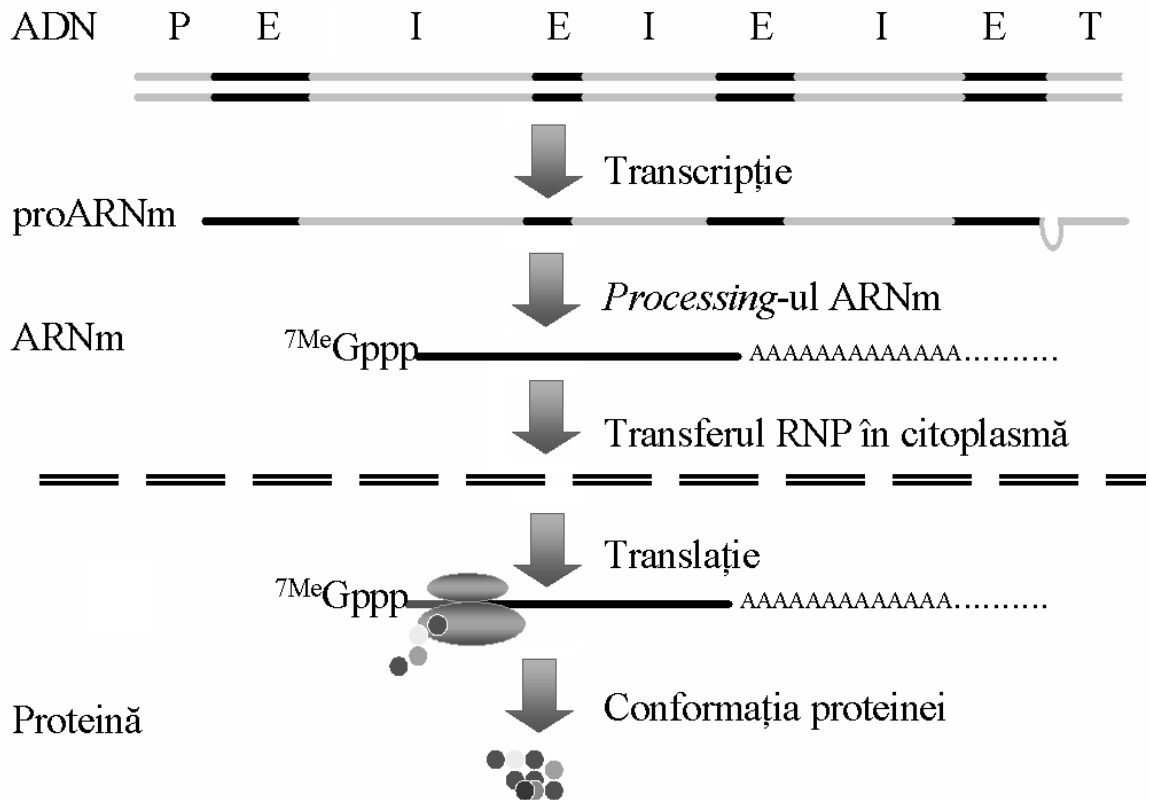 ADN P E I E I E I E T
Transcripție
proARNm
Processing-ul ARNm
ARNm
7MeGppp AAAAAAAAAAAAA..........
Transferul RNP în citoplasmă
Translație
7MeGppp AAAAAAAAAAAAA..........
Conformația proteinei
Proteină